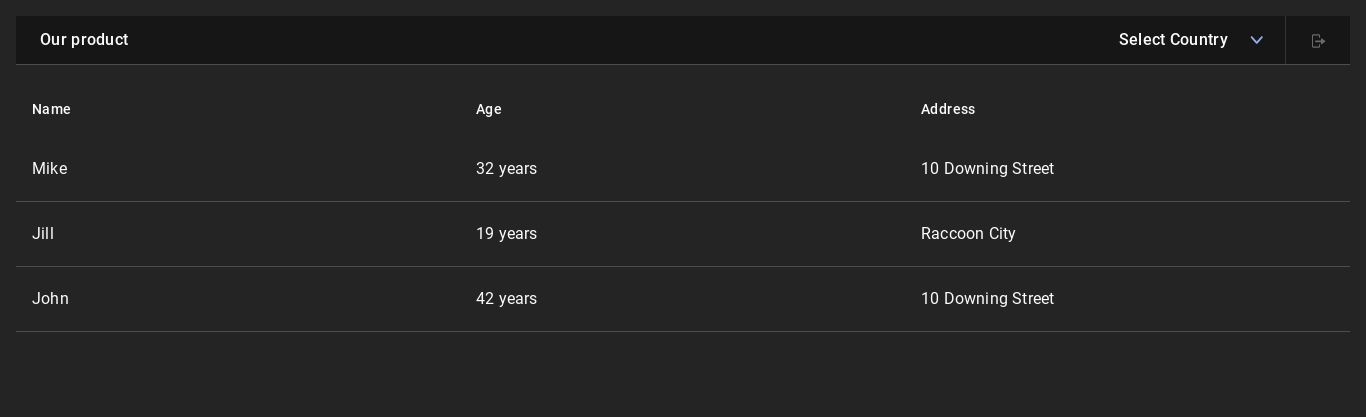 Our product Select Country
Name Age Address
Mike 32 years 10 Downing Street
Jill 19 years Raccoon City
John 42 years 10 Downing Street